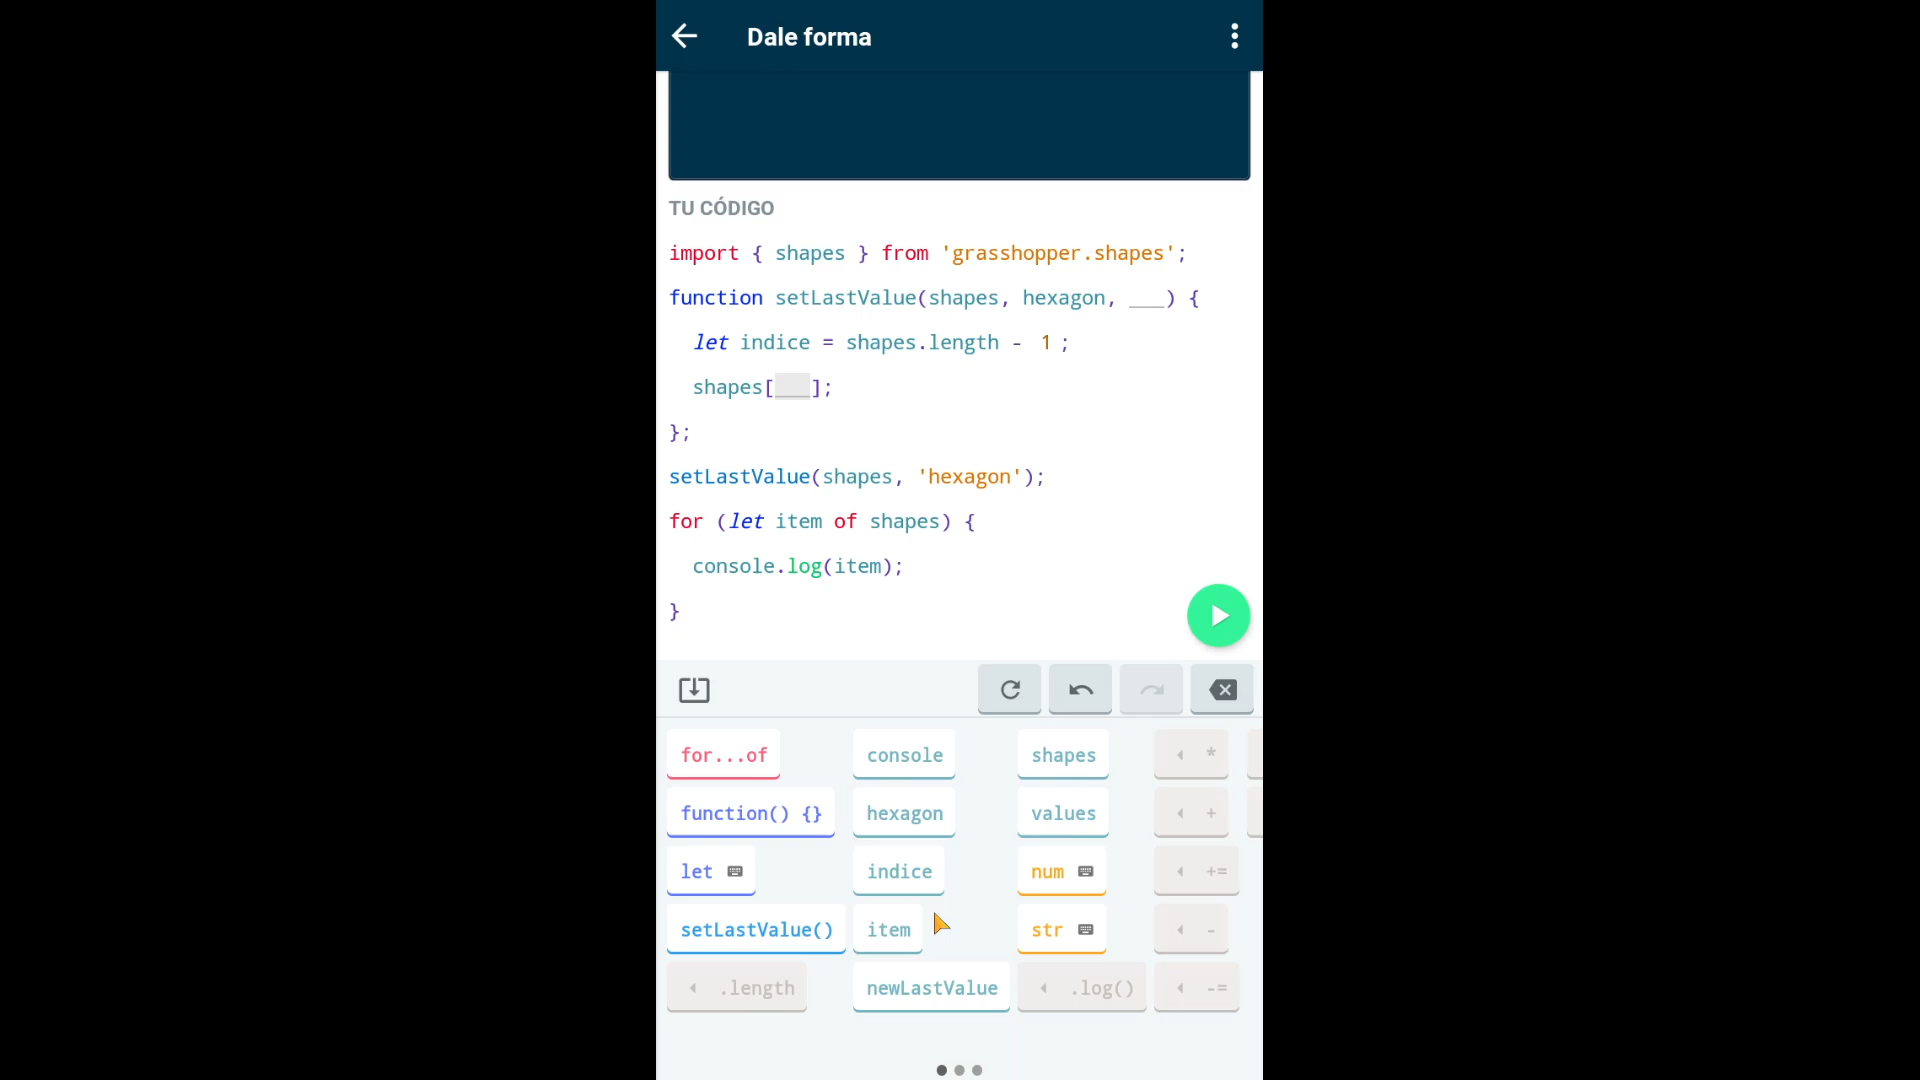 Dale forma
TU CÓDIGO
import { shapes } from 'grasshopper.shapes';
function setLastValue(shapes, hexagon, ___) {
let indice = shapes.length - 1 ;
shapes[___];
};
setLastValue(shapes, 'hexagon');
for (let item of shapes) {
console.log(item);
}
for...of console shapes *
function() {} hexagon values +
let indice num +=
setLastValue() item str -
.length newLastValue .log() -=